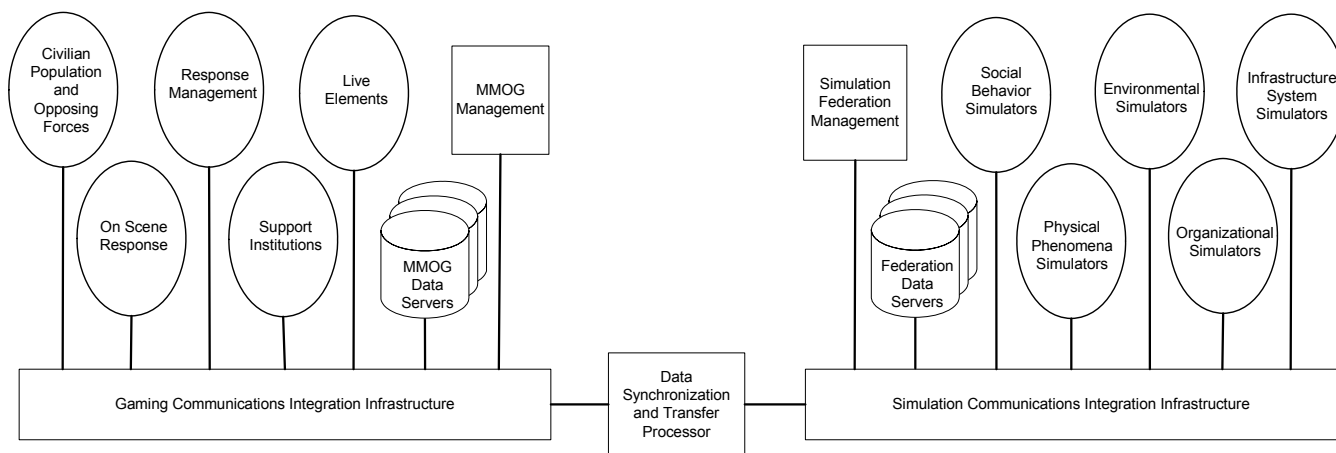 Civilian
Population
and
Opposing
Forces
Response
Management
Live
Elements
MMOG
Management
Simulation
Federation
Management
Social
Behavior
Simulators
Environmental
Simulators
Infrastructure
System
Simulators
On Scene
Response
Support
Institutions
MMOG
Data
Servers
Federation
Data
Servers
Physical
Phenomena
Simulators
Organizational
Simulators
Gaming Communications Integration Infrastructure
Data
Synchronization
and Transfer
Processor
Simulation Communications Integration Infrastructure